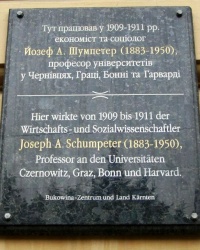 Тут працював у 1909-1911 рр.
економіст та соціолог
Йозеф А. Шумпетер (1883-1950),
професор університетів
у Чернівцях, Граці, Бонні та Гарварді
Hier wirkte von 1909 bis 1911 der
Wirtschafts- und Sozialwissenschaftler
Joseph A. Schumpeter (1883-1950),
Professor an den Universitäten
Czernowitz, Graz, Bonn und Harvard.
Bukowina-Zentrum und Land Kärnten